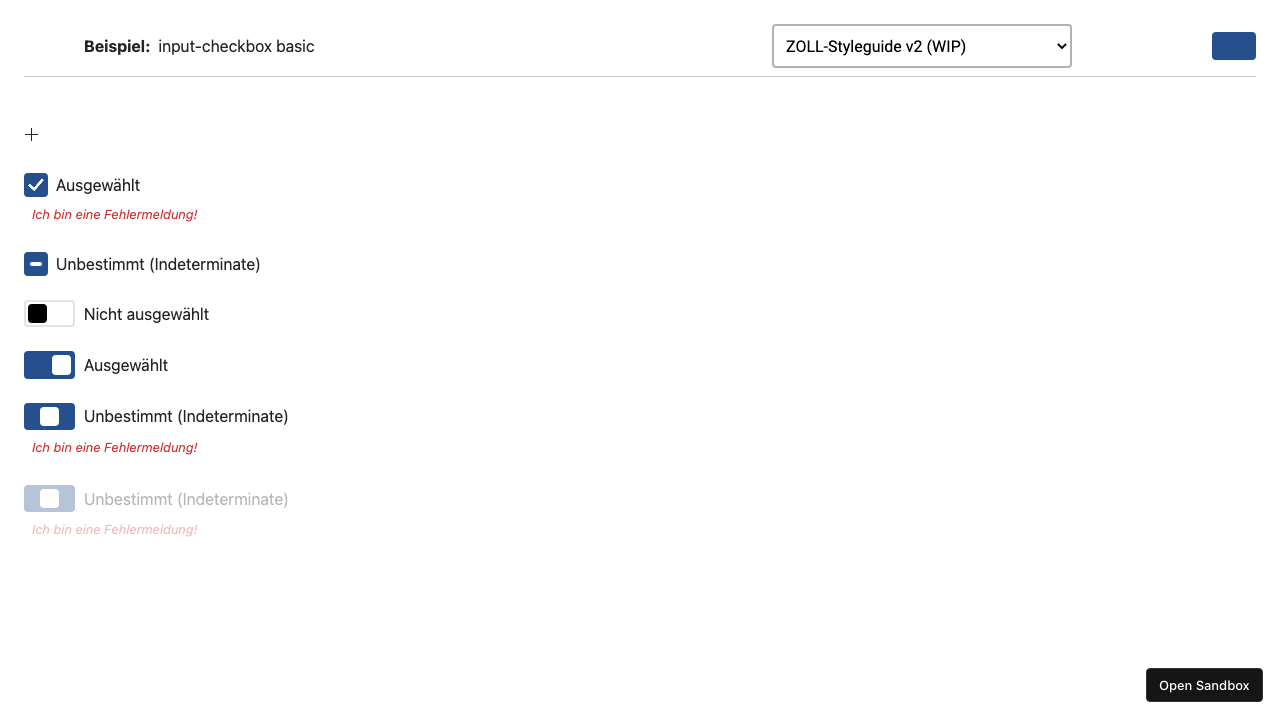 Beispiel: input-checkbox basic
ZOLL-Styleguide v2 (WIP)
Ausgewählt
Ich bin eine Fehlermeldung!
Unbestimmt (Indeterminate)
Nicht ausgewählt
Ausgewählt
Unbestimmt (Indeterminate)
Ich bin eine Fehlermeldung!
Unbestimmt (Indeterminate)
Ich bin eine Fehlermeldung!
Open Sandbox